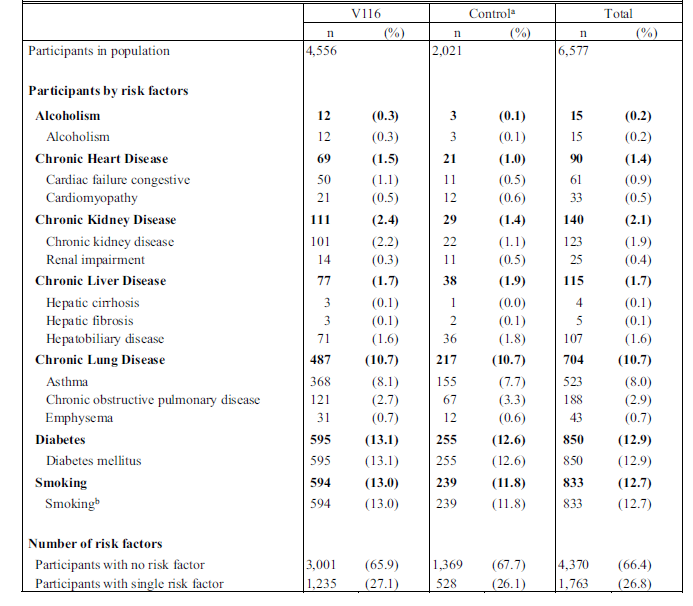 V116 Controlᵃ Total
n (%) n (%) n (%)
Participants in population 4,556 2,021 6,577
Participants by risk factors
Alcoholism 12 (0.3) 3 (0.1) 15 (0.2)
Alcoholism 12 (0.3) 3 (0.1) 15 (0.2)
Chronic Heart Disease 69 (1.5) 21 (1.0) 90 (1.4)
Cardiac failure congestive 50 (1.1) 11 (0.5) 61 (0.9)
Cardiomyopathy 21 (0.5) 12 (0.6) 33 (0.5)
Chronic Kidney Disease 111 (2.4) 29 (1.4) 140 (2.1)
Chronic kidney disease 101 (2.2) 22 (1.1) 123 (1.9)
Renal impairment 14 (0.3) 11 (0.5) 25 (0.4)
Chronic Liver Disease 77 (1.7) 38 (1.9) 115 (1.7)
Hepatic cirrhosis 3 (0.1) 1 (0.0) 4 (0.1)
Hepatic fibrosis 3 (0.1) 2 (0.1) 5 (0.1)
Hepatobiliary disease 71 (1.6) 36 (1.8) 107 (1.6)
Chronic Lung Disease 487 (10.7) 217 (10.7) 704 (10.7)
Asthma 368 (8.1) 155 (7.7) 523 (8.0)
Chronic obstructive pulmonary disease 121 (2.7) 67 (3.3) 188 (2.9)
Emphysema 31 (0.7) 12 (0.6) 43 (0.7)
Diabetes 595 (13.1) 255 (12.6) 850 (12.9)
Diabetes mellitus 595 (13.1) 255 (12.6) 850 (12.9)
Smoking 594 (13.0) 239 (11.8) 833 (12.7)
Smokingᵇ 594 (13.0) 239 (11.8) 833 (12.7)
Number of risk factors
Participants with no risk factor 3,001 (65.9) 1,369 (67.7) 4,370 (66.4)
Participants with single risk factor 1,235 (27.1) 528 (26.1) 1,763 (26.8)